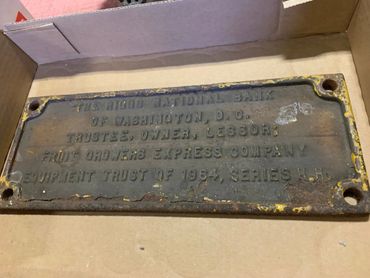 THE RIGGS NATIONAL BANK
OF WASHINGTON, D.C.
TRUSTEE, OWNER, LESSOR;
FRUIT GROWERS EXPRESS COMPANY
EQUIPMENT TRUST OF 1964, SERIES H.H.